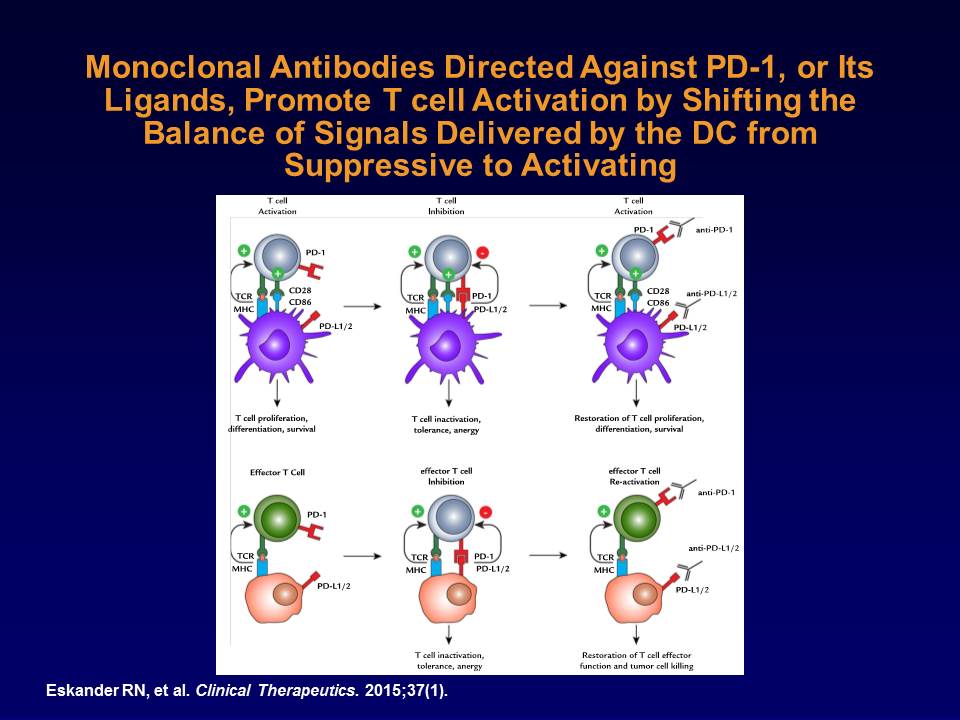 Monoclonal Antibodies Directed Against PD-1, or Its
Ligands, Promote T cell Activation by Shifting the
Balance of Signals Delivered by the DC from
Suppressive to Activating
T cell
Activation
+
PD-1
+
TCR
MHC
CD28
CD86
PD-L1/2
T cell proliferation,
differentiation, survival
T cell
Inhibition
+
-
+
TCR
MHC
PD-1
PD-L1/2
T cell inactivation,
tolerance, anergy
T cell
Activation
PD-1
anti-PD-1
+
+
TCR
MHC
CD28
CD86
anti-PD-L1/2
PD-L1/2
Restoration of T cell proliferation,
differentiation, survival
Effector T Cell
+
PD-1
TCR
MHC
PD-L1/2
effector T cell
Inhibition
+
-
TCR
MHC
PD-1
PD-L1/2
T cell inactivation,
tolerance, anergy
effector T cell
Re-activation
anti-PD-1
+
TCR
MHC
anti-PD-L1/2
PD-L1/2
Restoration of T cell effector
function and tumor cell killing
Eskander RN, et al. Clinical Therapeutics. 2015;37(1).